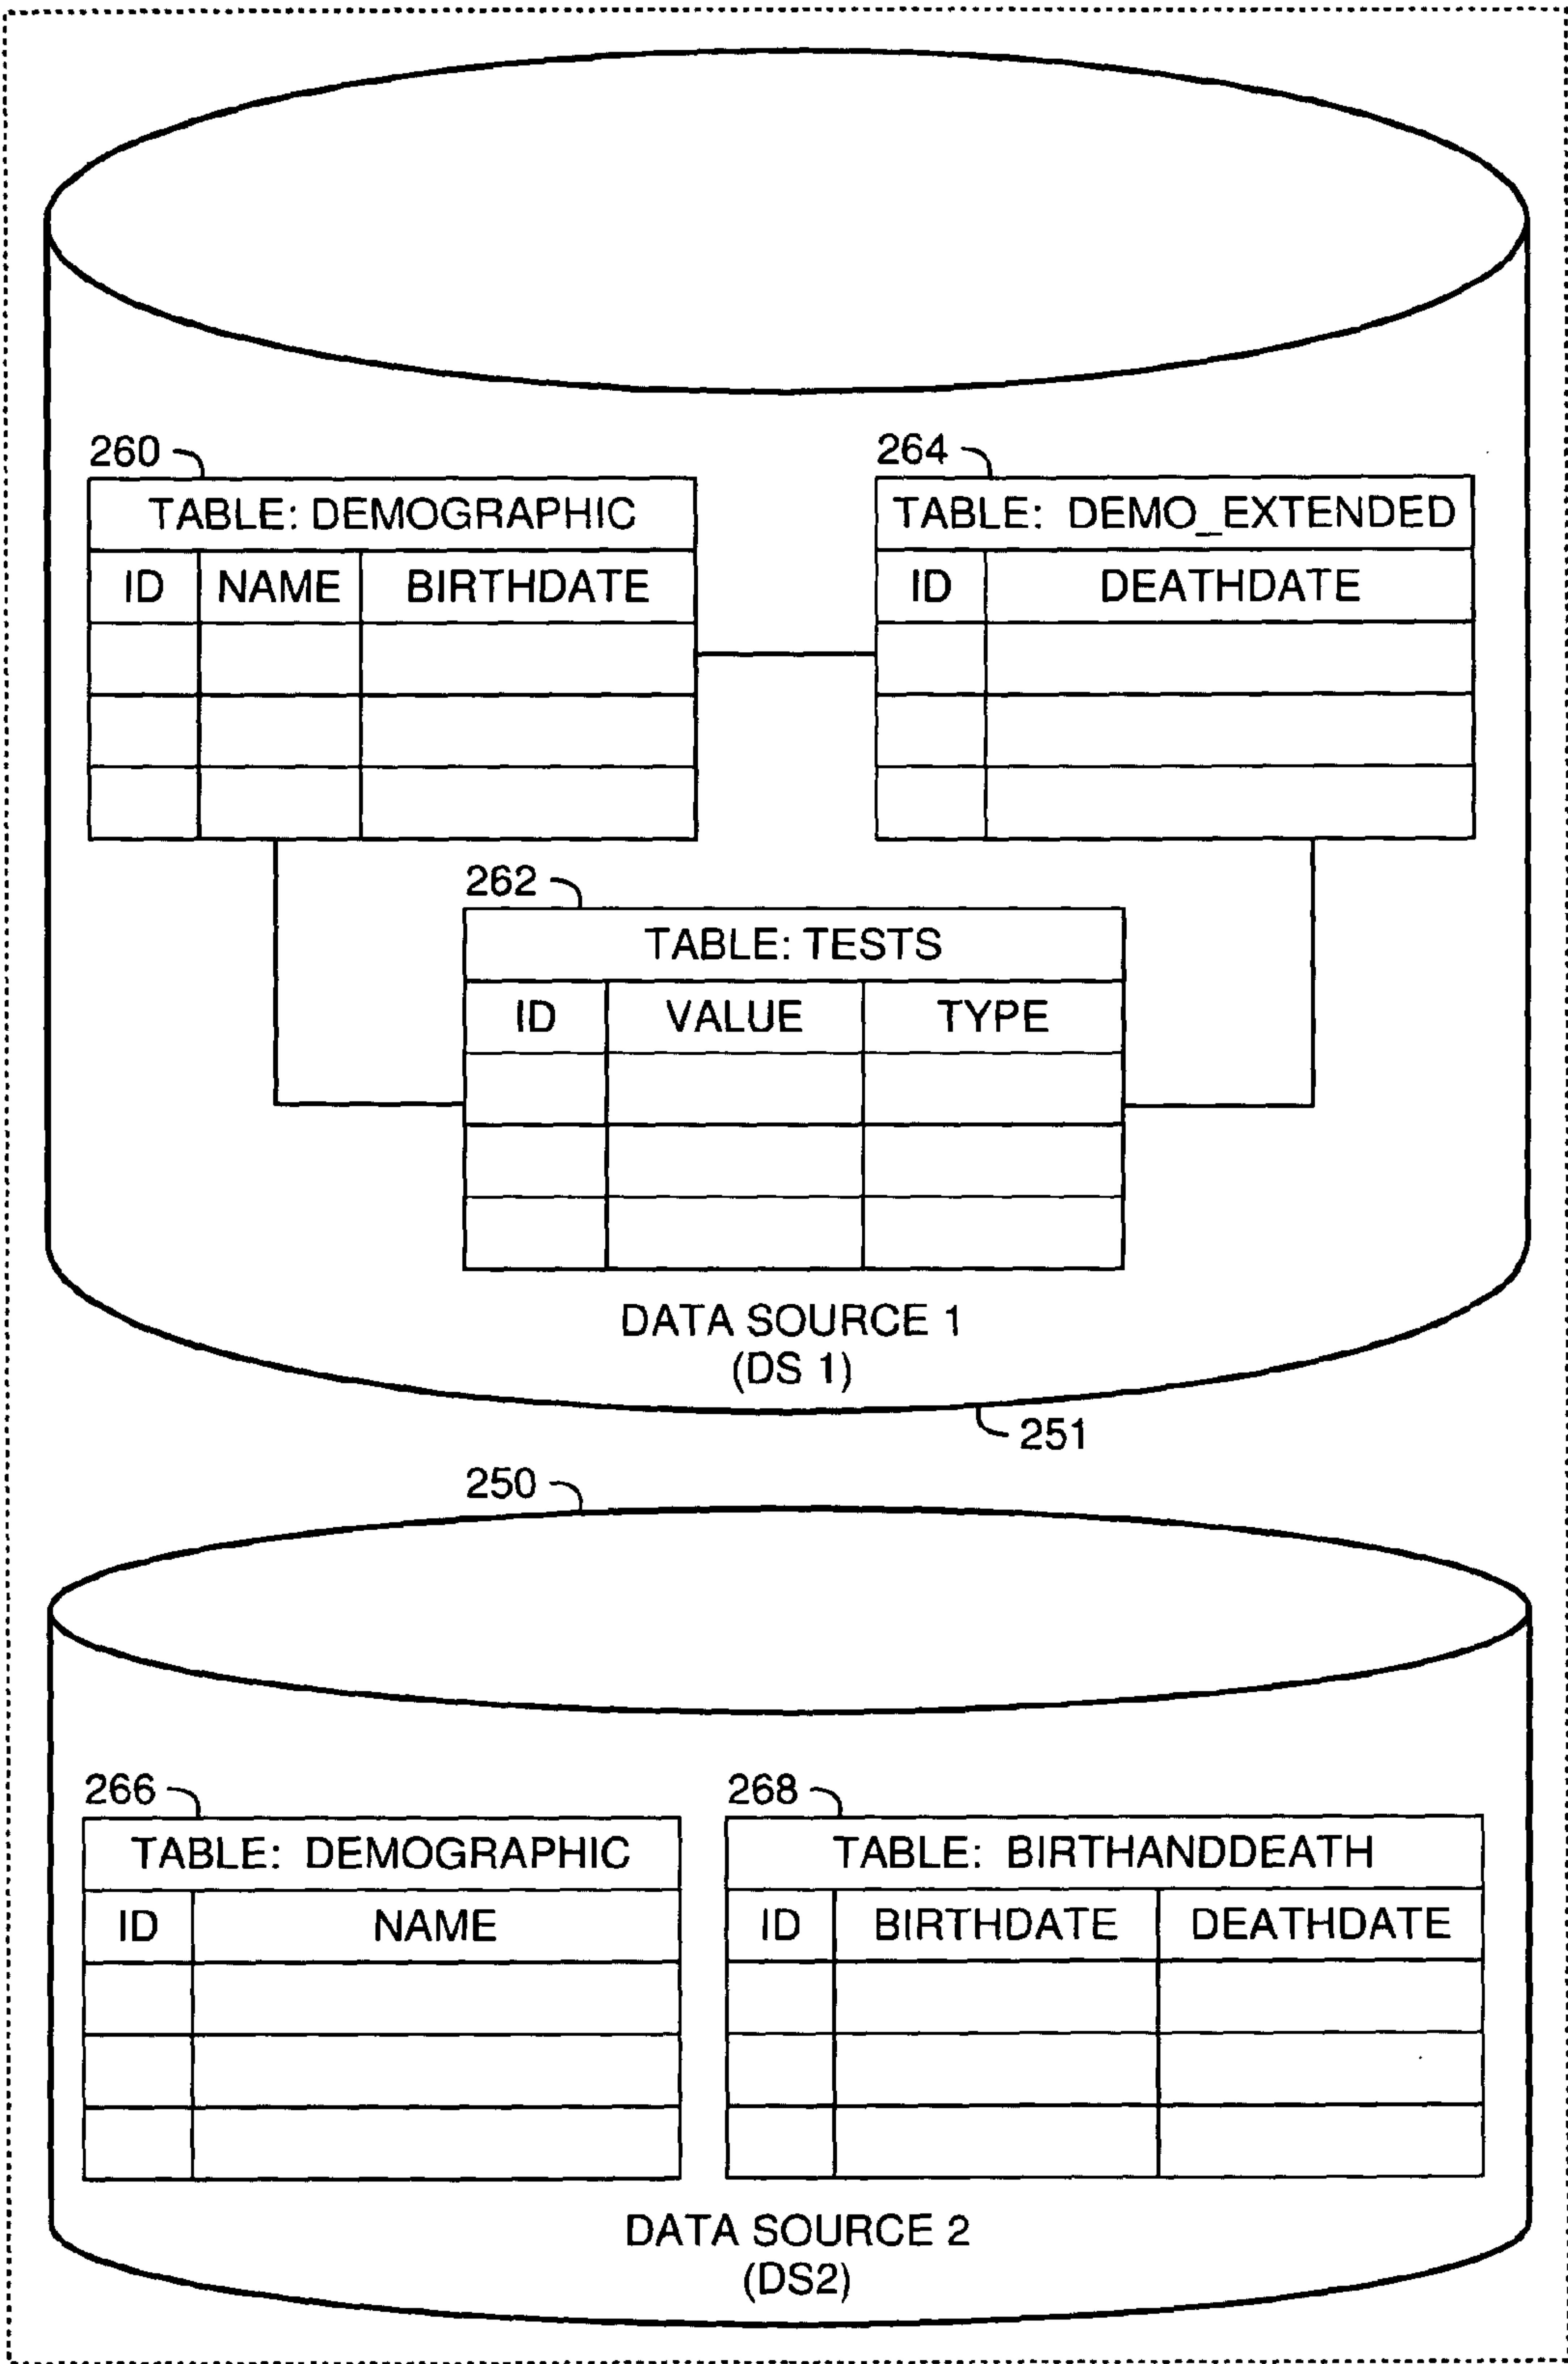 260
TABLE: DEMOGRAPHIC
ID NAME BIRTHDATE
264
TABLE: DEMO_EXTENDED
ID DEATHDATE
262
TABLE: TESTS
ID VALUE TYPE
DATA SOURCE 1
(DS 1)
251
250
266
TABLE: DEMOGRAPHIC
ID NAME
268
TABLE: BIRTHANDDEATH
ID BIRTHDATE DEATHDATE
DATA SOURCE 2
(DS2)